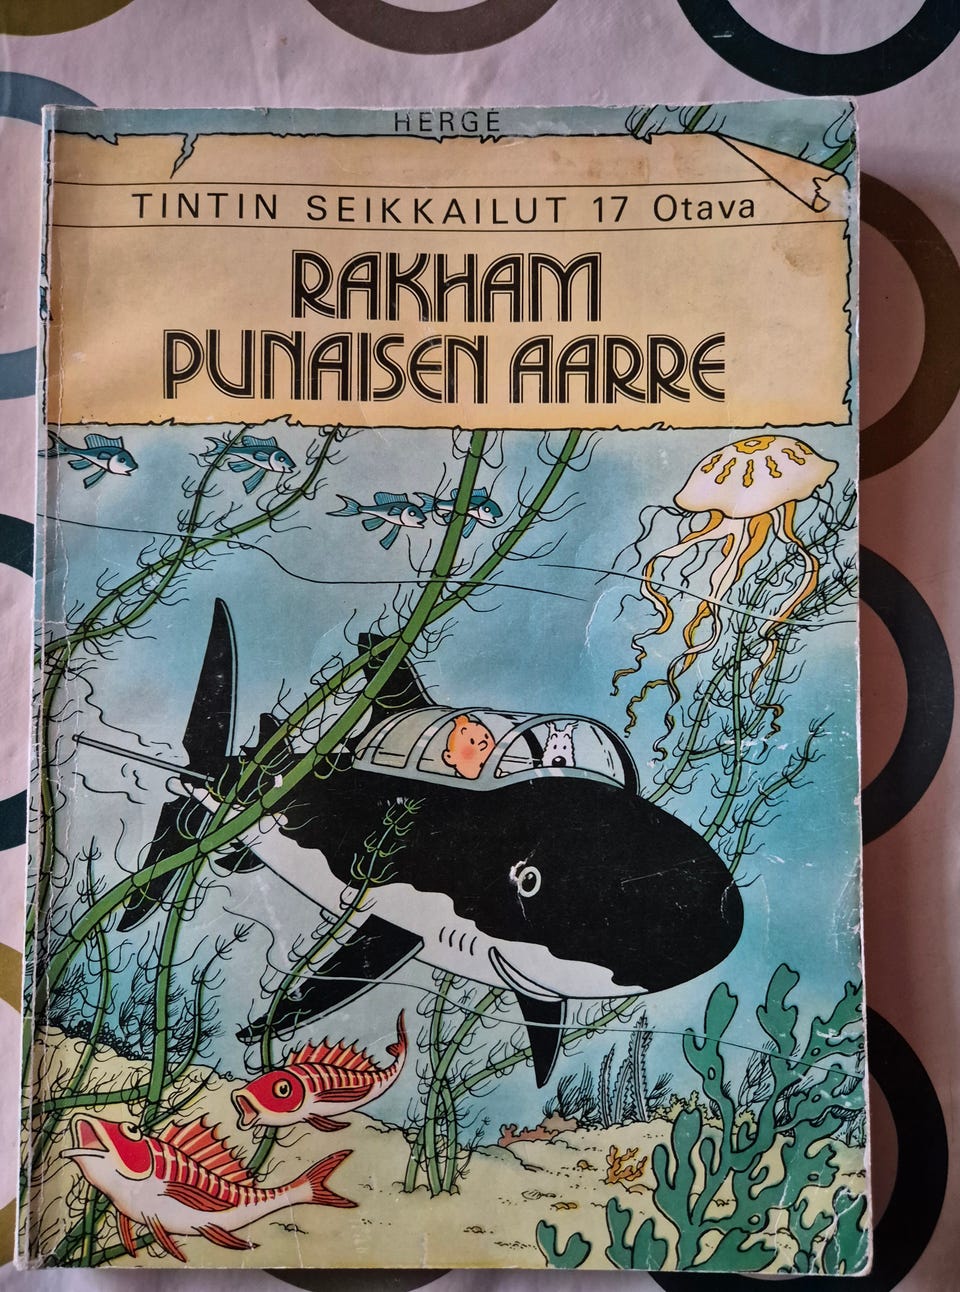 HERGÉ
TINTIN SEIKKAILUT 17 Otava
RAKHAM
PUNAISEN AARRE